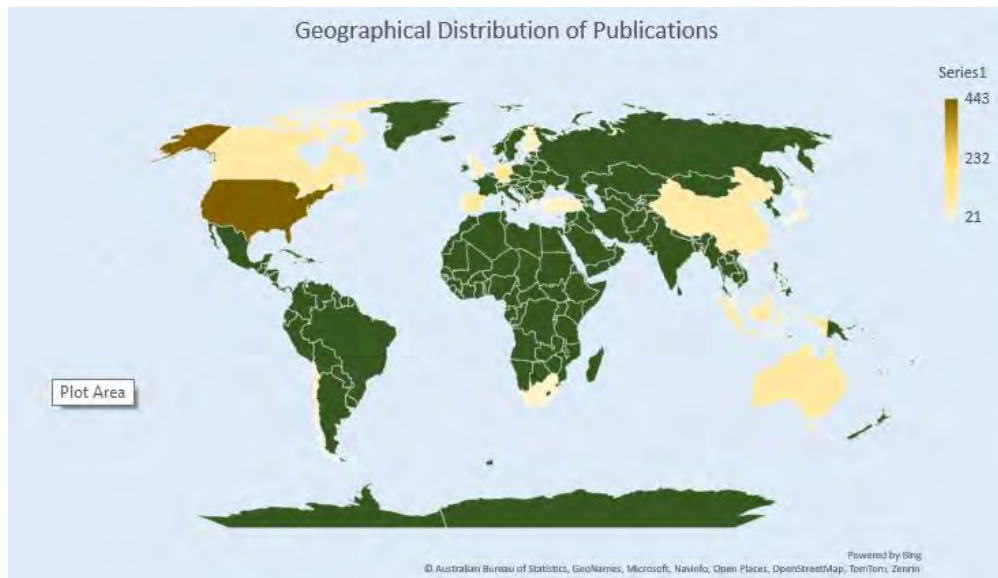 Geographical Distribution of Publications
Series1
443
232
21
Plot Area
Powered by Bing
© Australian Bureau of Statistics, GeoNames, Microsoft, Navinfo, Open Places, OpenStreetMap, TomTom, Zenrin